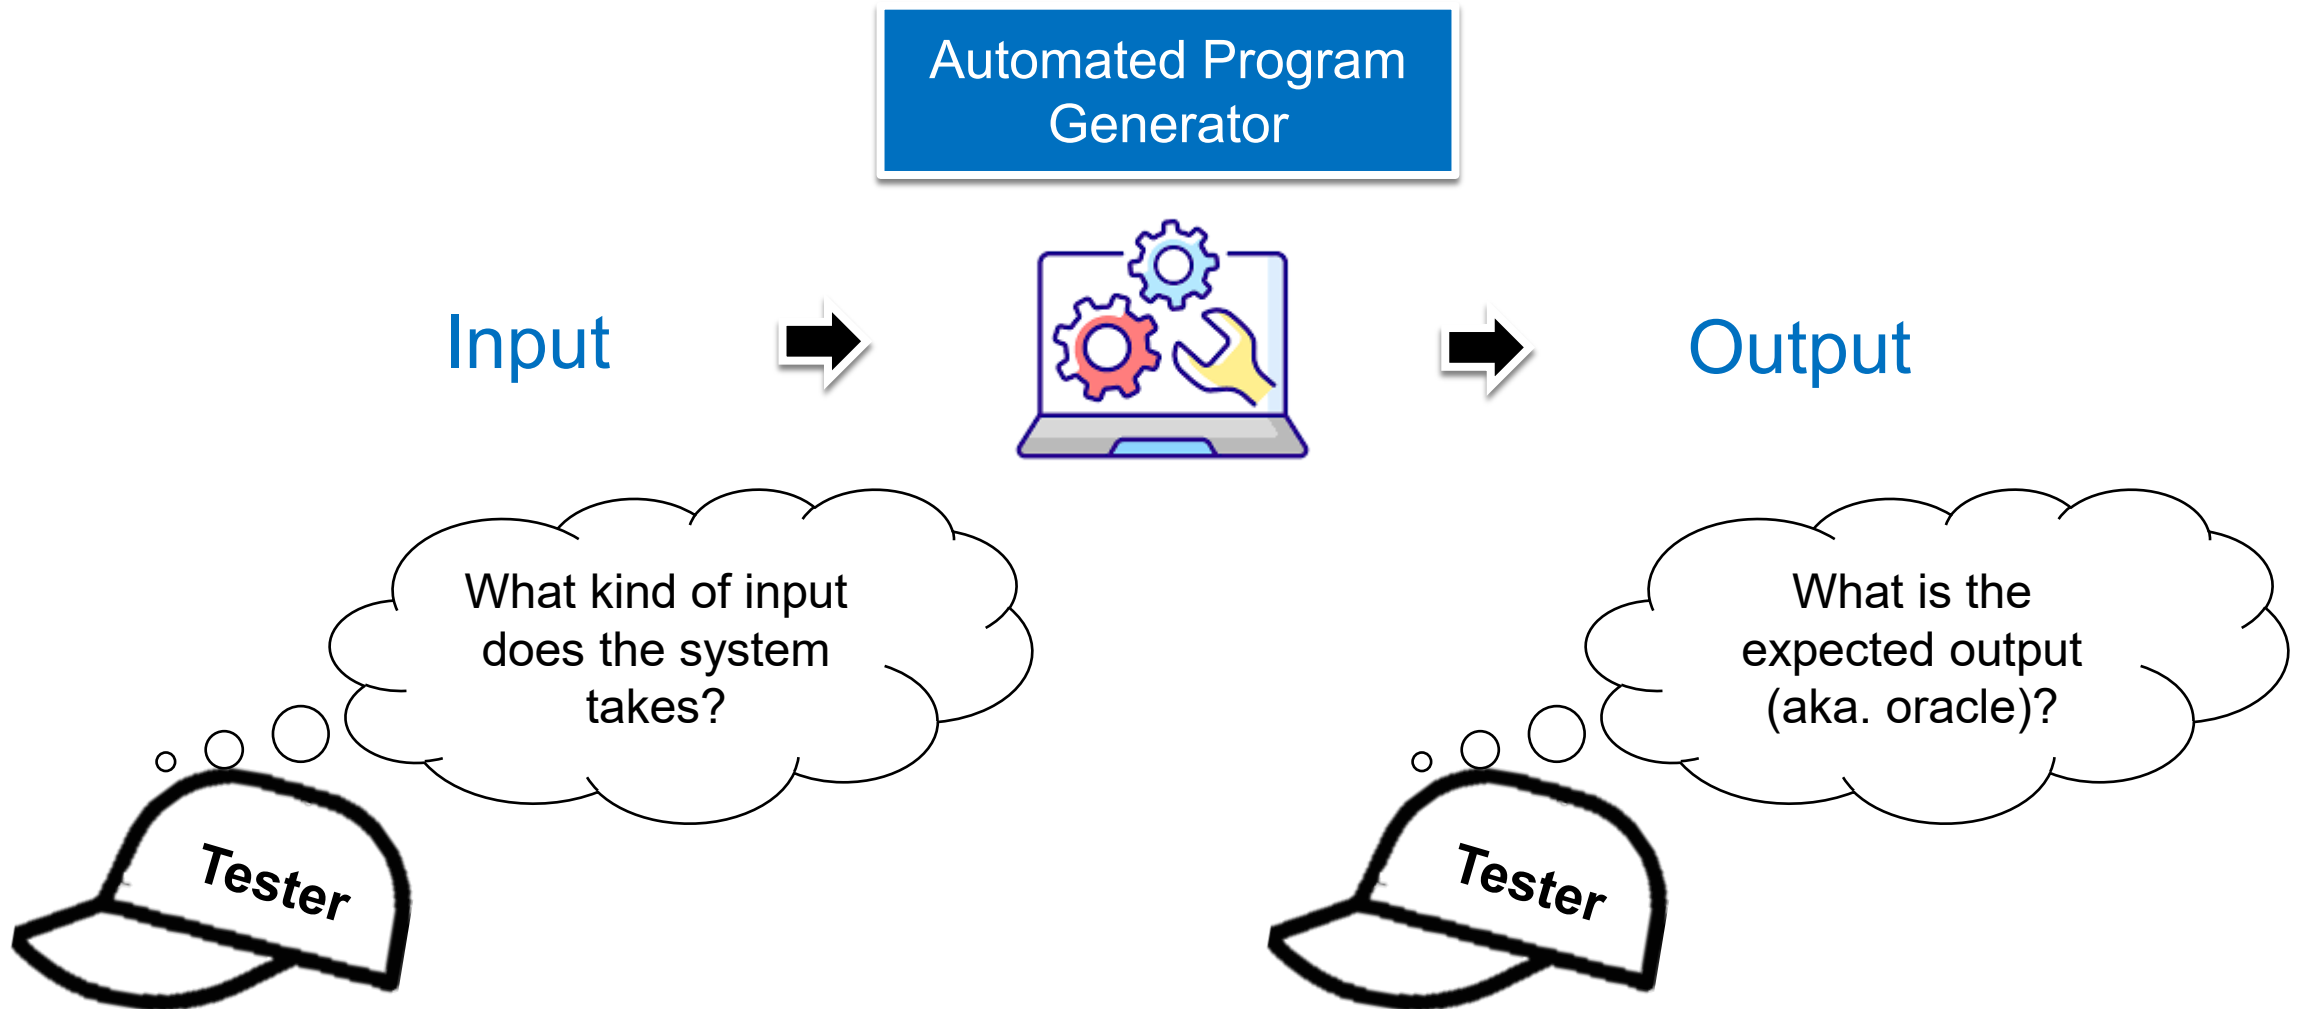 Automated Program
Generator
Input
Output
What kind of input
does the system
takes?
What is the
expected output
(aka. oracle)?
Tester
Tester